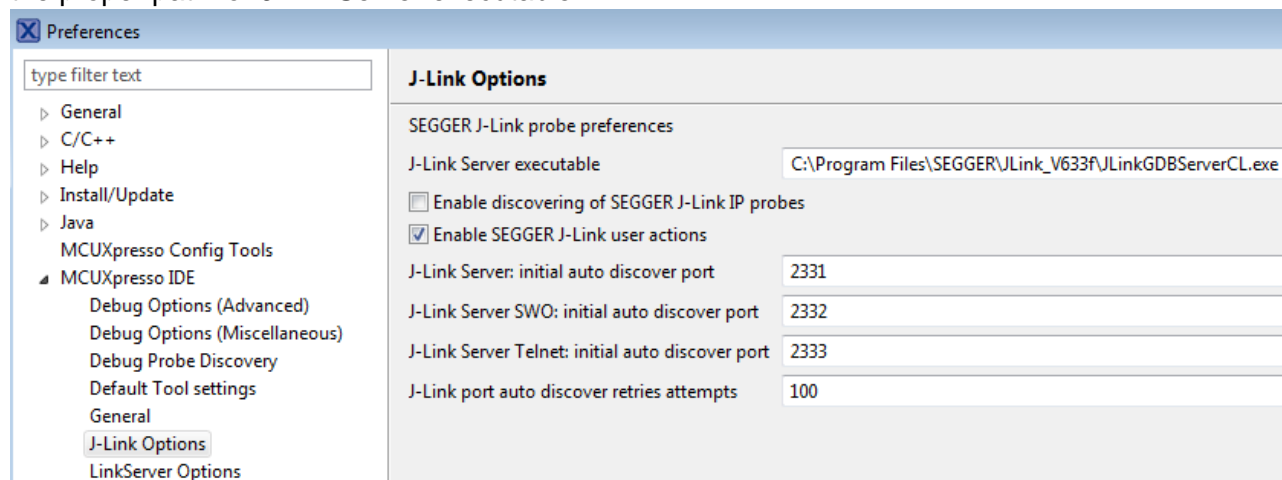 Preferences
type filter text
General
C/C++
Help
Install/Update
Java
MCUXpresso Config Tools
MCUXpresso IDE
Debug Options (Advanced)
Debug Options (Miscellaneous)
Debug Probe Discovery
Default Tool settings
General
J-Link Options
LinkServer Options
J-Link Options
SEGGER J-Link probe preferences
J-Link Server executable C:\Program Files\SEGGER\JLink_V633f\JLinkGDBServerCL.exe
Enable discovering of SEGGER J-Link IP probes
Enable SEGGER J-Link user actions
J-Link Server: initial auto discover port 2331
J-Link Server SWO: initial auto discover port 2332
J-Link Server Telnet: initial auto discover port 2333
J-Link port auto discover retries attempts 100